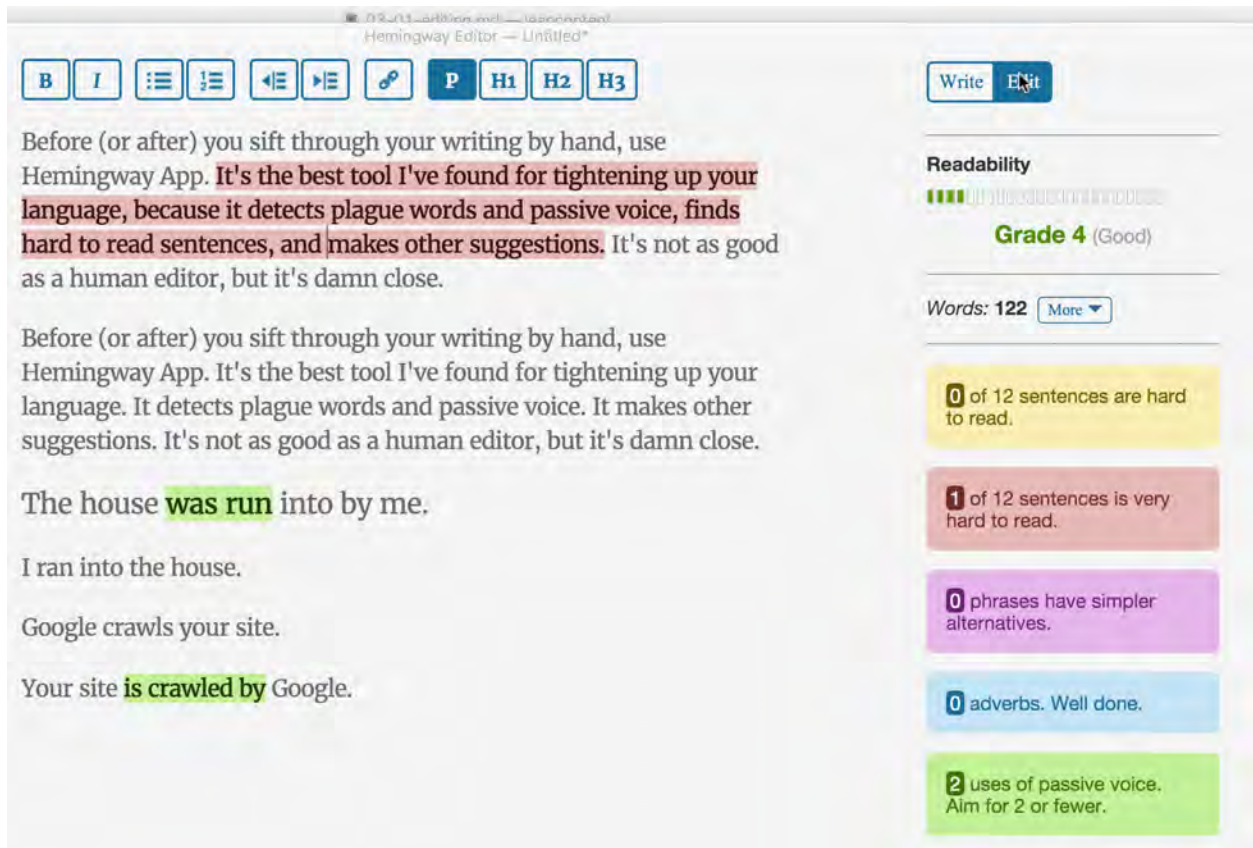 03-01-editing.md — leancontent
Hemingway Editor — Untitled*
B I P H1 H2 H3
Write Edit
Before (or after) you sift through your writing by hand, use
Hemingway App. It's the best tool I've found for tightening up your
language, because it detects plague words and passive voice, finds
hard to read sentences, and makes other suggestions. It's not as good
as a human editor, but it's damn close.
Before (or after) you sift through your writing by hand, use
Hemingway App. It's the best tool I've found for tightening up your
language. It detects plague words and passive voice. It makes other
suggestions. It's not as good as a human editor, but it's damn close.
The house was run into by me.
I ran into the house.
Google crawls your site.
Your site is crawled by Google.
Readability
Grade 4 (Good)
Words: 122 More
0 of 12 sentences are hard
to read.
1 of 12 sentences is very
hard to read.
0 phrases have simpler
alternatives.
0 adverbs. Well done.
2 uses of passive voice.
Aim for 2 or fewer.